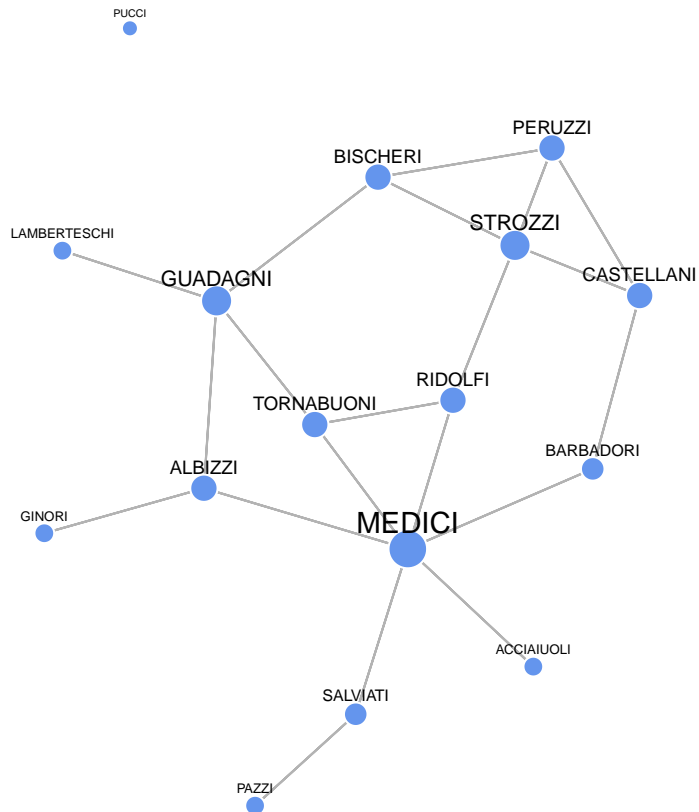 PUCCI
PERUZZI
BISCHERI
STROZZI
LAMBERTESCHI
CASTELLANI
GUADAGNI
RIDOLFI
TORNABUONI
BARBADORI
ALBIZZI
GINORI
MEDICI
ACCIAIUOLI
SALVIATI
PAZZI